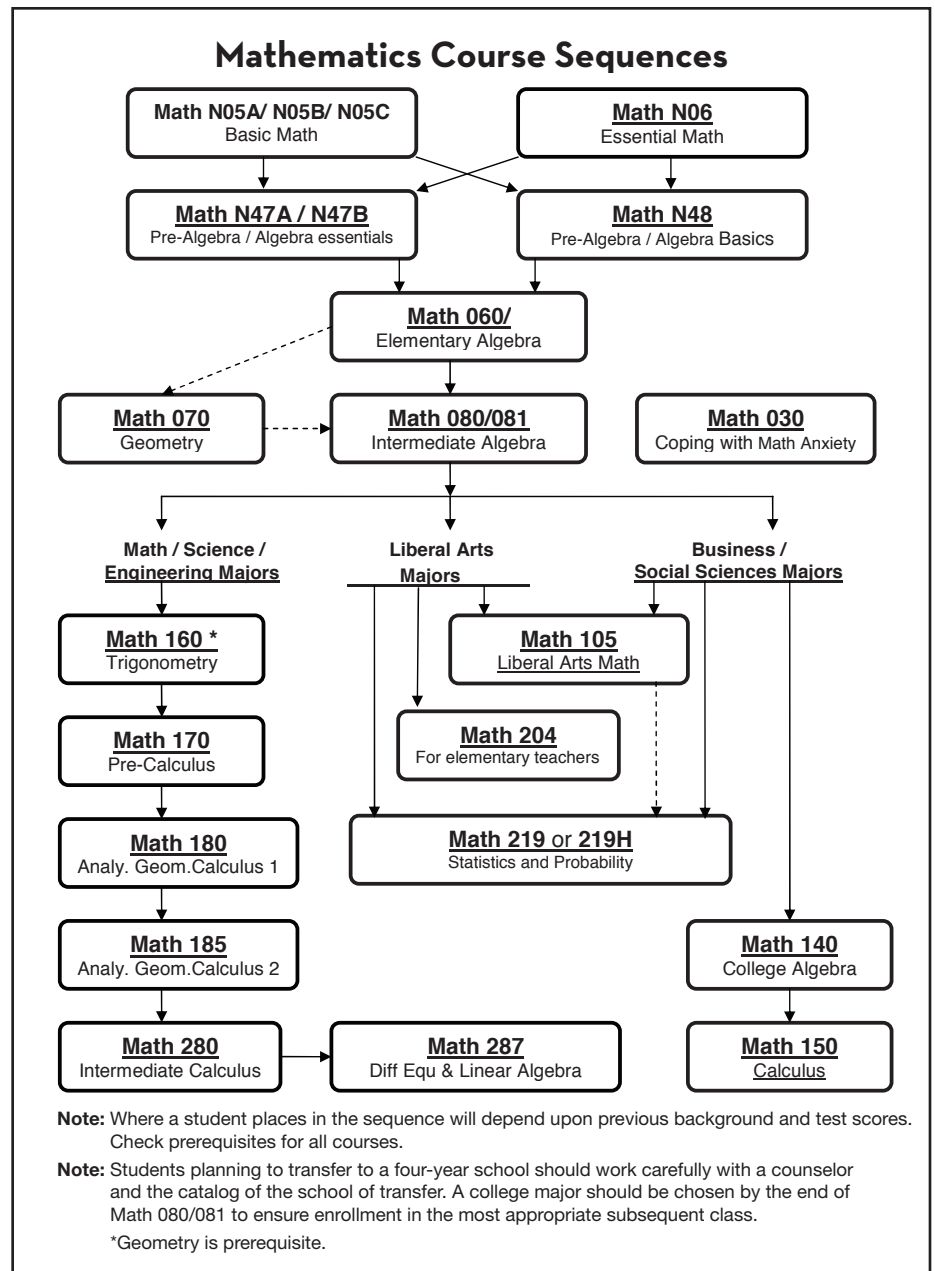 Mathematics Course Sequences
Math N05A/ N05B/ N05C
Basic Math
Math N06
Essential Math
Math N47A / N47B
Pre-Algebra / Algebra essentials
Math N48
Pre-Algebra / Algebra Basics
Math 060/
Elementary Algebra
Math 070
Geometry
Math 080/081
Intermediate Algebra
Math 030
Coping with Math Anxiety
Math / Science /
Engineering Majors
Liberal Arts
Majors
Business /
Social Sciences Majors
Math 160 *
Trigonometry
Math 105
Liberal Arts Math
Math 170
Pre-Calculus
Math 204
For elementary teachers
Math 180
Analy. Geom.Calculus 1
Math 219 or 219H
Statistics and Probability
Math 185
Analy. Geom.Calculus 2
Math 140
College Algebra
Math 280
Intermediate Calculus
Math 287
Diff Equ & Linear Algebra
Math 150
Calculus
Note: Where a student places in the sequence will depend upon previous background and test scores.
Check prerequisites for all courses.
Note: Students planning to transfer to a four-year school should work carefully with a counselor
and the catalog of the school of transfer. A college major should be chosen by the end of
Math 080/081 to ensure enrollment in the most appropriate subsequent class.
*Geometry is prerequisite.